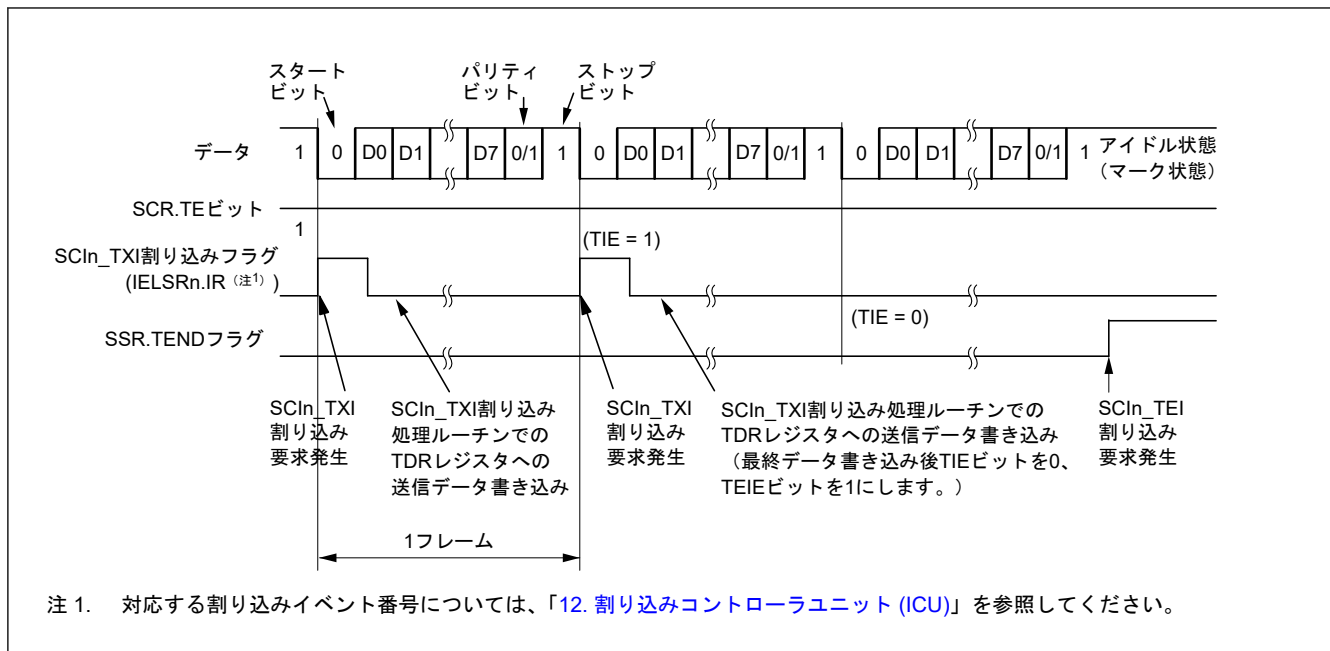 スタート
ビット
パリティ
ビット
ストップ
ビット
データ
1 0 D0 D1 D7 0/1 1 0 D0 D1 D7 0/1 1 0 D0 D1 D7 0/1 1
アイドル状態
（マーク状態）
SCR.TEビット
1
SCIn_TXI割り込みフラグ
(IELSRn.IR（注1）)
(TIE = 1)
(TIE = 0)
SSR.TENDフラグ
SCIn_TXI
割り込み
要求発生
SCIn_TXI割り込み
処理ルーチンでの
TDRレジスタへの
送信データ書き込み
SCIn_TXI
割り込み
要求発生
SCIn_TXI割り込み処理ルーチンでの
TDRレジスタへの送信データ書き込み
（最終データ書き込み後TIEビットを0、
TEIEビットを1にします。）
SCIn_TEI
割り込み
要求発生
1フレーム
注 1. 対応する割り込みイベント番号については、「12. 割り込みコントローラユニット (ICU)」を参照してください。